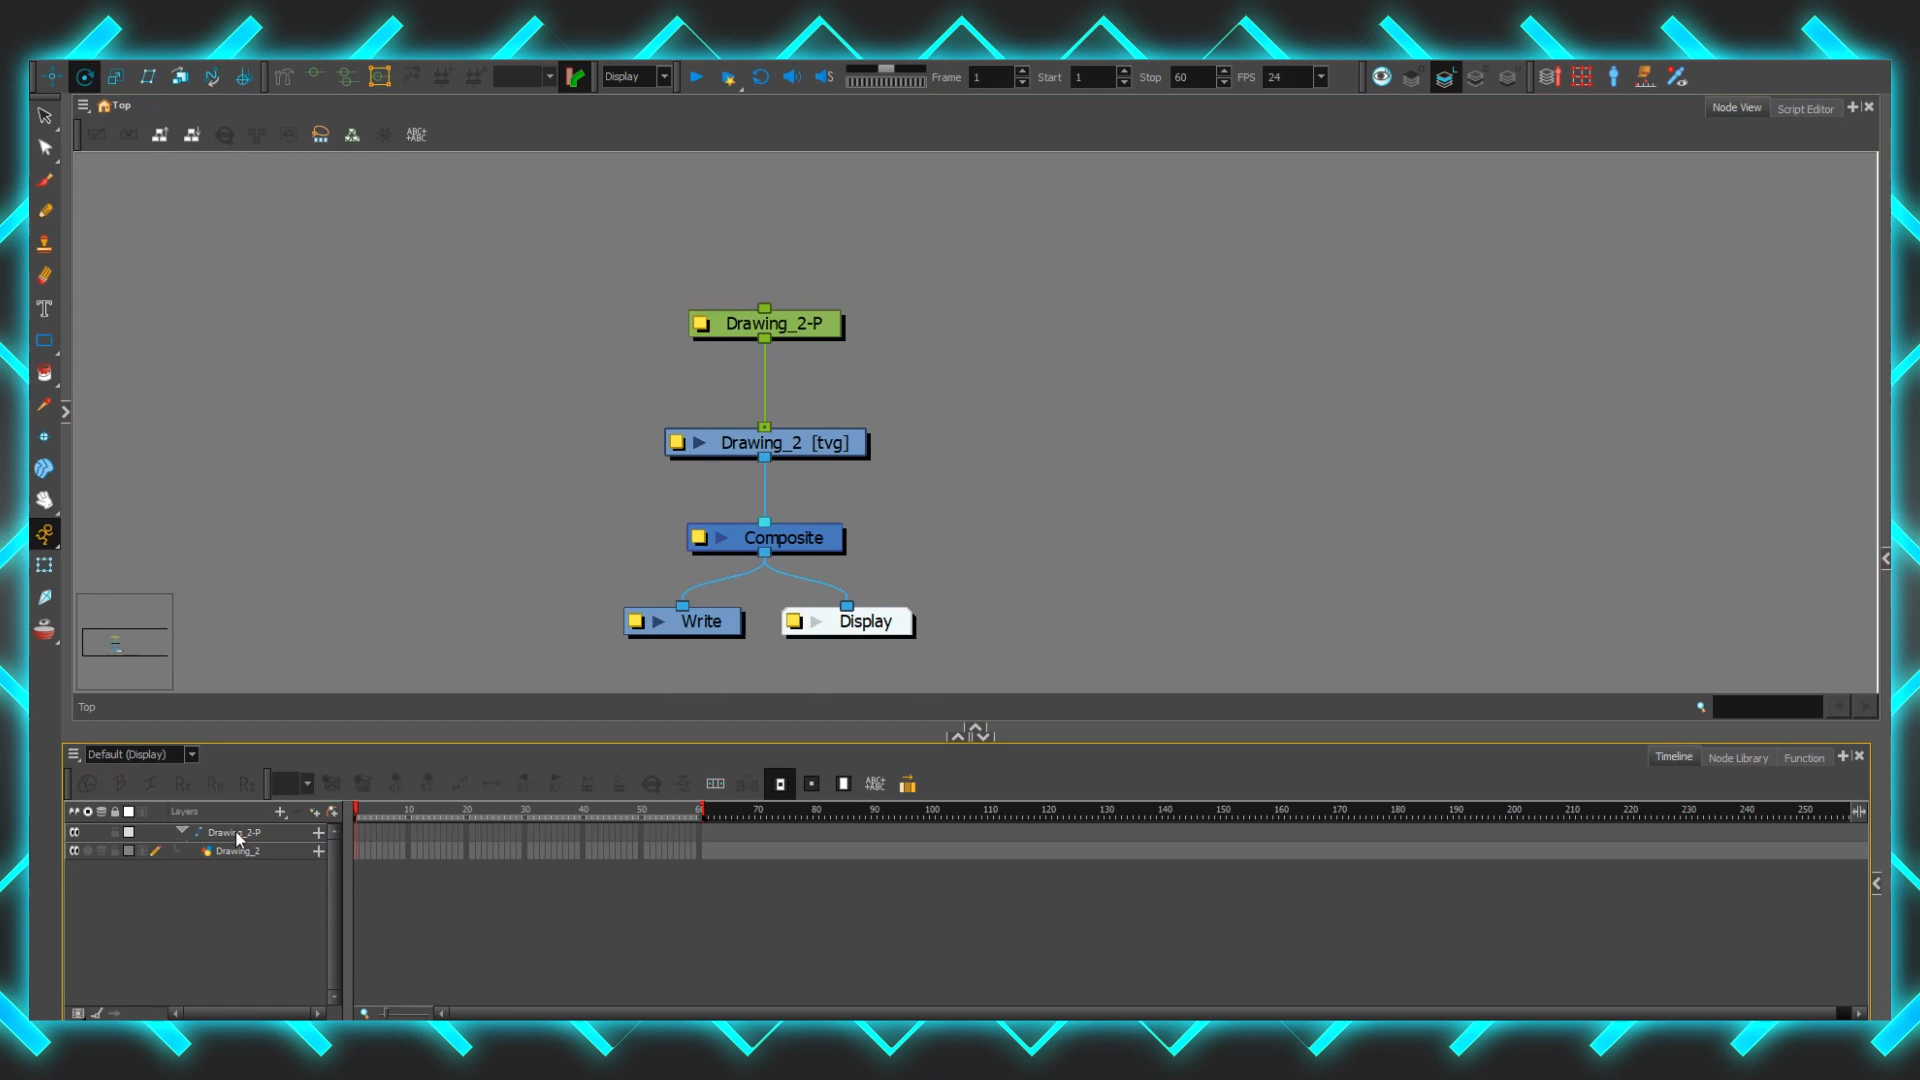 Display Frame 1 Start 1 Stop 60 FPS 24
Top
Node View Script Editor
ABC+
+ABC
Drawing_2-P
Drawing_2 [tvg]
Composite
Write Display
Top
Default (Display)
Timeline Node Library Function
ABC+
+ABC
Layers
10 20 30 40 50 60 70 80 90 100 110 120 130 140 150 160 170 180 190 200 210 220 230 240 250
Drawing_2-P
Drawing_2